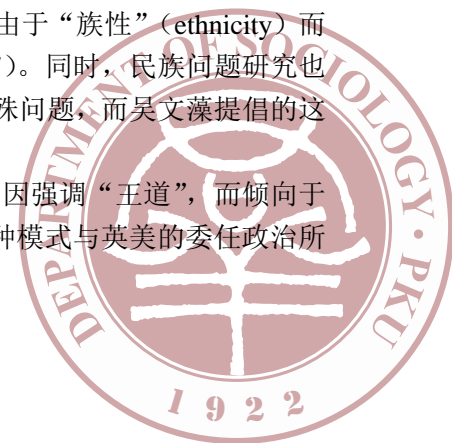 由于“族性”（ethnicity）而
）。同时，民族问题研究也
殊问题，而吴文藻提倡的这
因强调“王道”，而倾向于
种模式与英美的委任政治所
DEPARTMENT OF SOCIOLOGY · PKU
1922